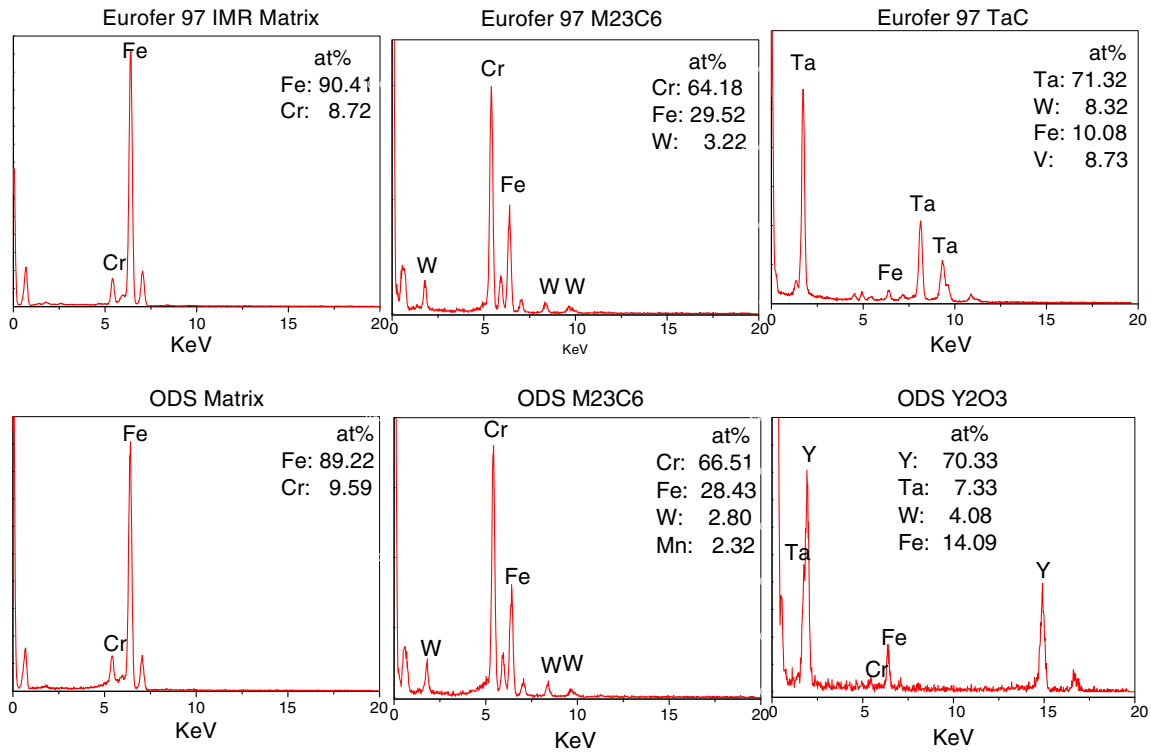 Eurofer 97 IMR Matrix
Fe
at%
Fe: 90.41
Cr: 8.72
Cr
0 5 10 15 20
KeV
Eurofer 97 M23C6
Cr
at%
Cr: 64.18
Fe: 29.52
W: 3.22
Fe
W
W W
0 5 10 15 20
KeV
Eurofer 97 TaC
Ta
at%
Ta: 71.32
W: 8.32
Fe: 10.08
V: 8.73
Ta
Ta
Fe
0 5 10 15 20
KeV
ODS Matrix
Fe
at%
Fe: 89.22
Cr: 9.59
Cr
0 5 10 15 20
KeV
ODS M23C6
Cr
at%
Cr: 66.51
Fe: 28.43
W: 2.80
Mn: 2.32
Fe
W
W W
0 5 10 15 20
KeV
ODS Y2O3
Y
at%
Y: 70.33
Ta: 7.33
W: 4.08
Fe: 14.09
Ta
Y
Fe
Cr
0 5 10 15 20
KeV